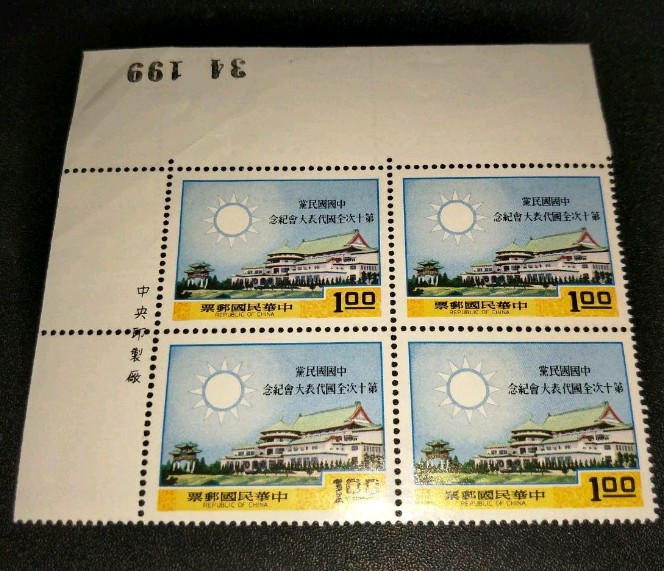 34 199
中國國民黨
第十次全國代表大會紀念
1.00
中華民國郵票
REPUBLIC OF CHINA
中國國民黨
第十次全國代表大會紀念
1.00
中華民國郵票
REPUBLIC OF CHINA
中央印製廠
中國國民黨
第十次全國代表大會紀念
1.00
中華民國郵票
REPUBLIC OF CHINA
中國國民黨
第十次全國代表大會紀念
1.00
中華民國郵票
REPUBLIC OF CHINA